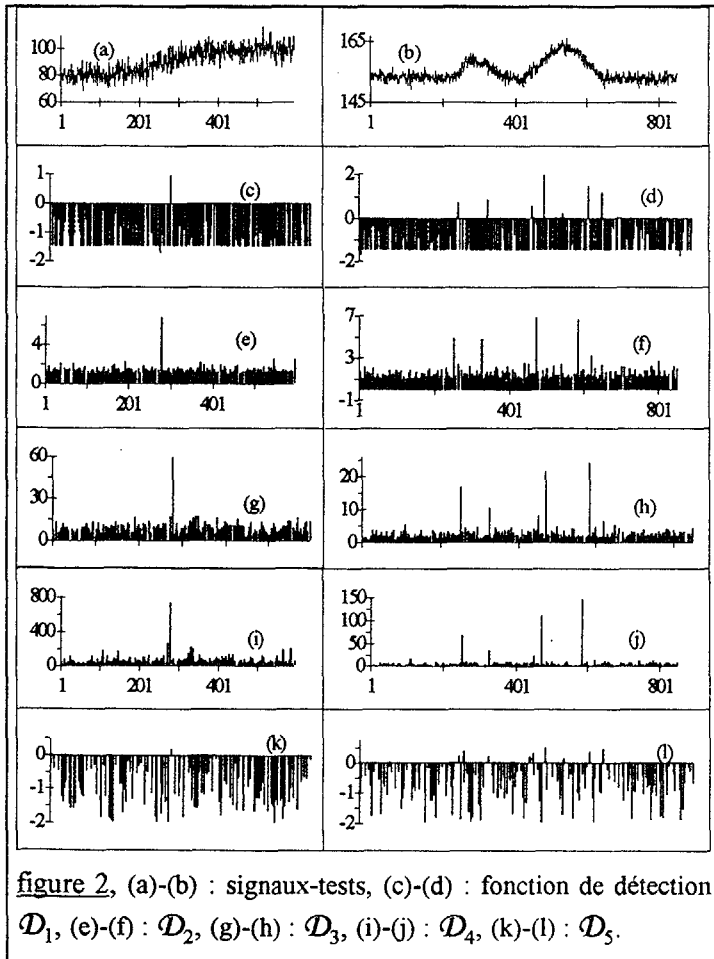 100 (a)
80
60
1 201 401
165 (b)
145
1 401 801
1 (c)
0
-1
-2
2 (d)
0
-2
4 (e)
0
1 201 401
7 (f)
3
-1
1 401 801
60
30 (g)
0
20
10 (h)
0
800
400 (i)
0
1 201 401
150
100
50 (j)
0
1 401 801
0 (k)
-1
-2
0 (l)
-1
-2
figure 2, (a)-(b) : signaux-tests, (c)-(d) : fonction de détection
𝒟1, (e)-(f) : 𝒟2, (g)-(h) : 𝒟3, (i)-(j) : 𝒟4, (k)-(l) : 𝒟5.